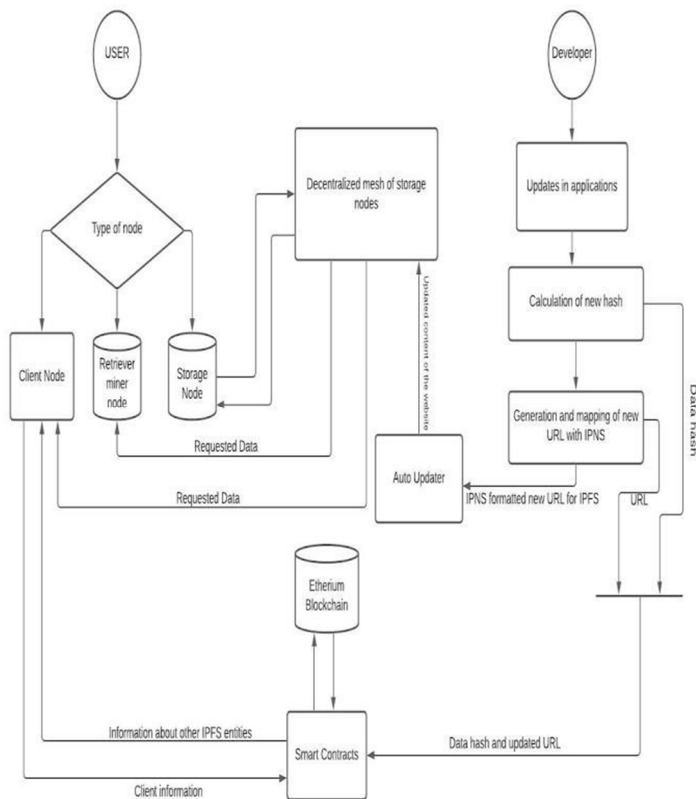 USER
Developer
Decentralized mesh of storage
nodes
Updates in applications
Type of node
Updated content of the website
Calculation of new hash
Client Node
Retriever
miner
node
Storage
Node
Data hash
Generation and mapping of new
URL with IPNS
Requested Data
Auto Updater
Requested Data
IPNS formatted new URL for IPFS
URL
Etherium
Blockchain
Information about other IPFS entities
Smart Contracts
Data hash and updated URL
Client information